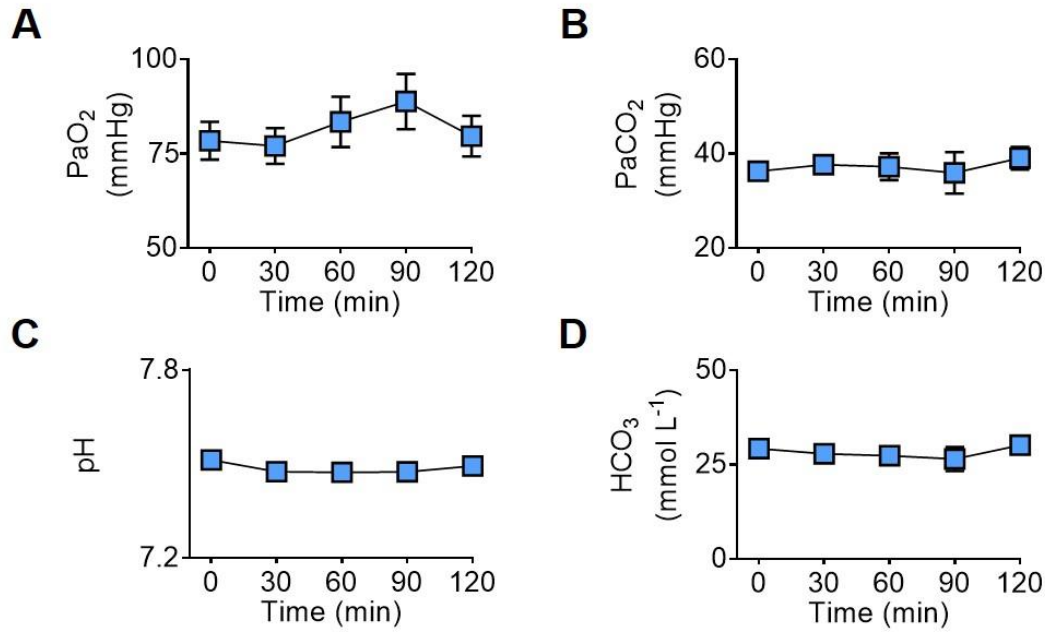 A
PaO₂
(mmHg)
100
75
50
0 30 60 90 120
Time (min)
B
PaCO₂
(mmHg)
60
40
20
0 30 60 90 120
Time (min)
C
pH
7.8
7.2
0 30 60 90 120
Time (min)
D
HCO₃
(mmol L⁻¹)
50
25
0
0 30 60 90 120
Time (min)